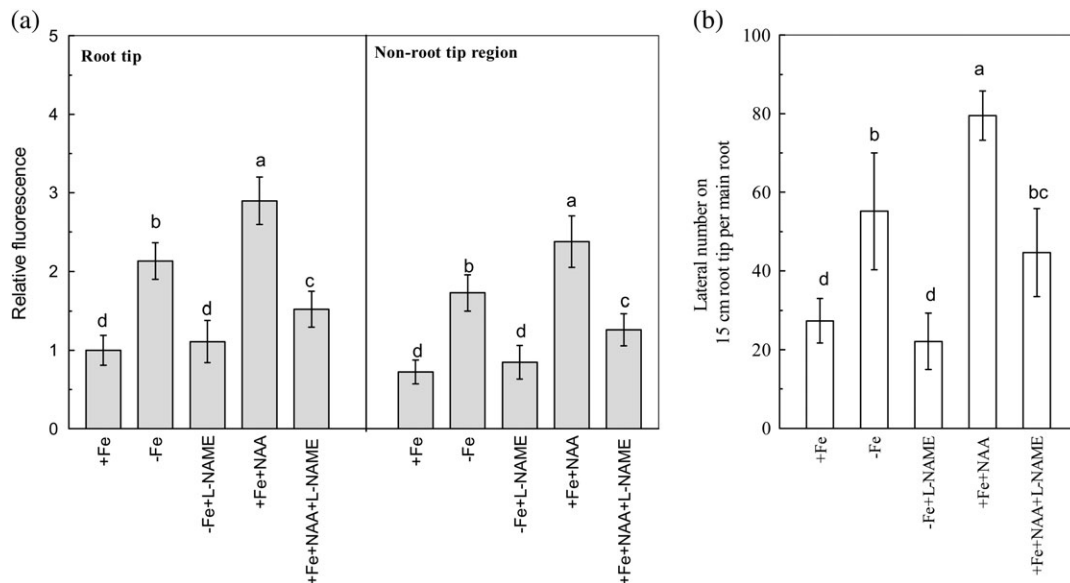 (a)
Relative fluorescence
5
4
3
2
1
0
Root tip
d
b
d
a
c
+Fe
-Fe
-Fe+L-NAME
+Fe+NAA
+Fe+NAA+L-NAME
Non-root tip region
d
b
d
a
c
+Fe
-Fe
-Fe+L-NAME
+Fe+NAA
+Fe+NAA+L-NAME
(b)
Lateral number on
15 cm root tip per main root
100
80
60
40
20
0
d
b
d
a
bc
+Fe
-Fe
-Fe+L-NAME
+Fe+NAA
+Fe+NAA+L-NAME